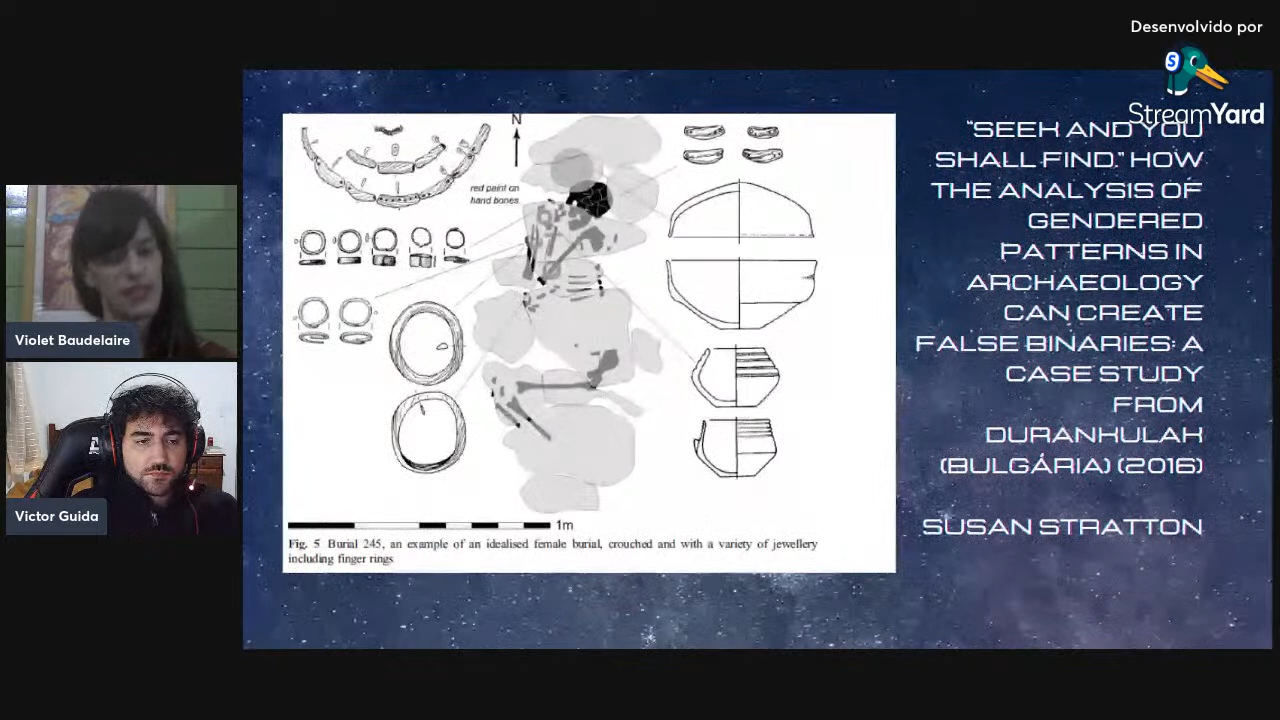 Desenvolvido por
StreamYard
N
red paint on
hand bones
1m
Fig. 5 Burial 245, an example of an idealised female burial, crouched and with a variety of jewellery
including finger rings
"SEEK AND YOU
SHALL FIND." HOW
THE ANALYSIS OF
GENDERED
PATTERNS IN
ARCHAEOLOGY
CAN CREATE
FALSE BINARIES: A
CASE STUDY
FROM
DURANKULAK
(BULGÁRIA) (2016)
SUSAN STRATTON
Violet Baudelaire
Victor Guida